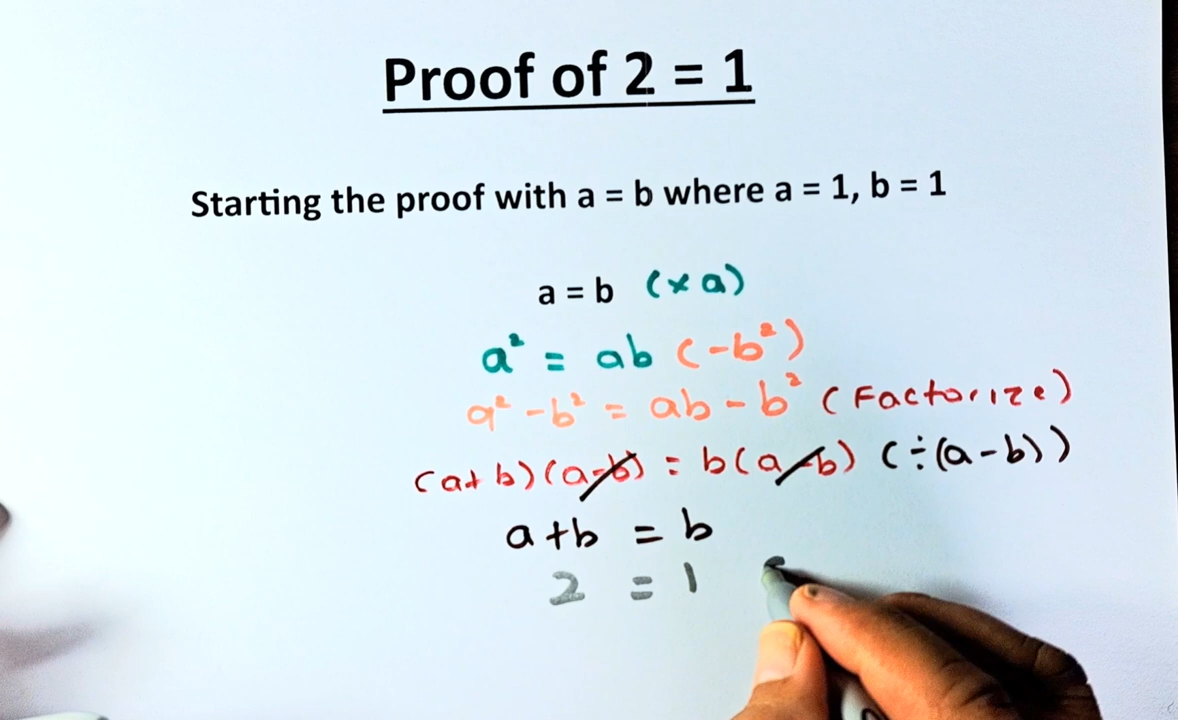 Proof of 2 = 1
Starting the proof with a = b where a = 1, b = 1
a = b (× a)
a² = ab (-b²)
a² - b² = ab - b² (Factorize)
(a+b)(a-b) = b(a-b) (÷(a-b))
a+b = b
2 = 1